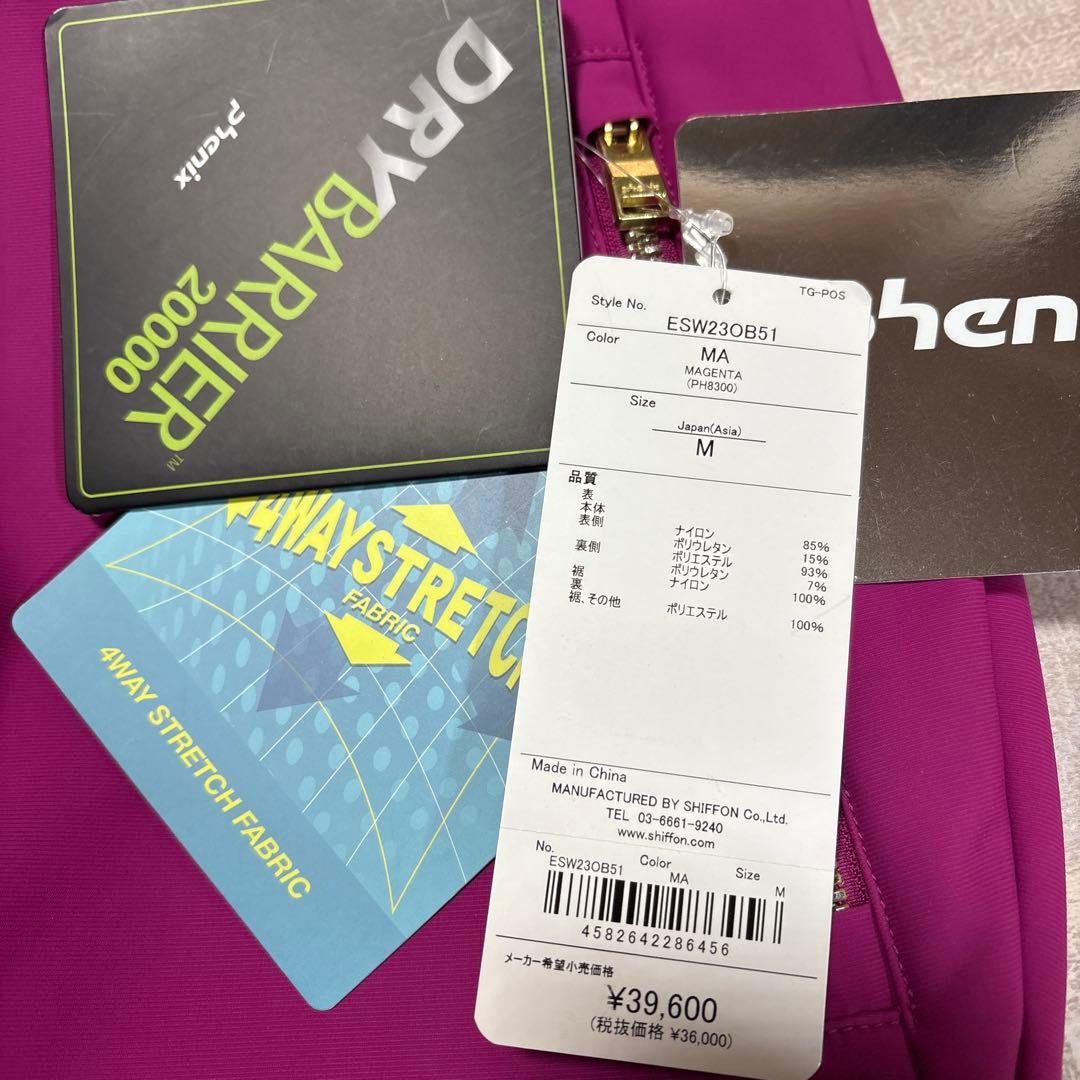 phenix
DRYBARRIER™
20000
4WAYSTRETCH
FABRIC
4WAY STRETCH FABRIC
phen
TG-POS
Style No.
ESW23OB51
Color
MA
MAGENTA
(PH8300)
Size
Japan(Asia)
M
品質
表
本体
表側 ナイロン 85%
ポリウレタン 15%
裏側 ポリエステル 93%
ポリウレタン 7%
裾 ナイロン 100%
裏
裾、その他 ポリエステル 100%
Made in China
MANUFACTURED BY SHIFFON Co.,Ltd.
TEL 03-6661-9240
www.shiffon.com
No. Color Size
ESW23OB51 MA M
4582642286456
メーカー希望小売価格
¥39,600
(税抜価格 ¥36,000)